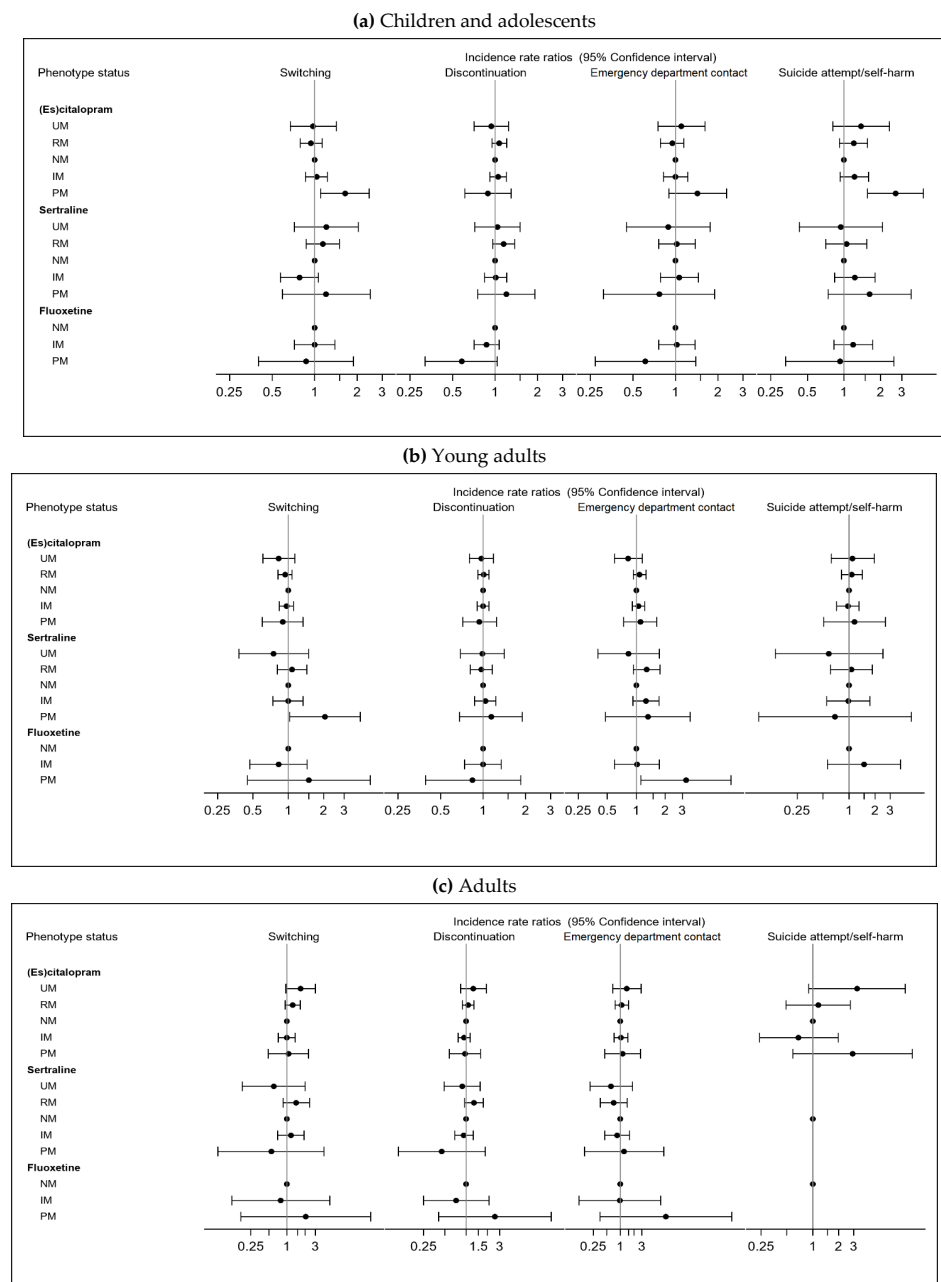 (a) Children and adolescents
Incidence rate ratios (95% Confidence interval)
Phenotype status Switching Discontinuation Emergency department contact Suicide attempt/self-harm
(Es)citalopram
UM
RM
NM
IM
PM
Sertraline
UM
RM
NM
IM
PM
Fluoxetine
NM
IM
PM
0.25 0.5 1 2 3 0.5 1 2 3 0.25 0.5 1 2 3 0.25 1 2 3
(b) Young adults
Incidence rate ratios (95% Confidence interval)
Phenotype status Switching Discontinuation Emergency department contact Suicide attempt/self-harm
(Es)citalopram
UM
RM
NM
IM
PM
Sertraline
UM
RM
NM
IM
PM
Fluoxetine
NM
IM
PM
0.25 0.5 1 2 3 0.25 0.5 1 2 3 0.25 0.5 1 2 3 0.25 1 2 3
(c) Adults
Incidence rate ratios (95% Confidence interval)
Phenotype status Switching Discontinuation Emergency department contact Suicide attempt/self-harm
(Es)citalopram
UM
RM
NM
IM
PM
Sertraline
UM
RM
NM
IM
PM
Fluoxetine
NM
IM
PM
0.25 1 3 0.25 1.5 3 0.25 1 3 0.25 1 2 3